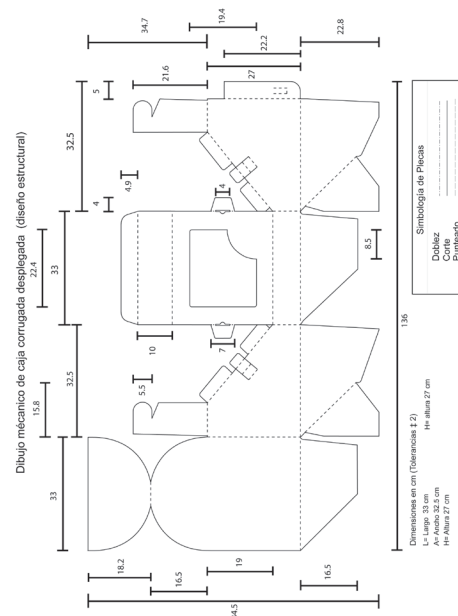 Dibujo mécanico de caja corrugada desplegada (diseño estructural)
33
15.8
32.5
22.4
33
4
32.5
5
18.2
16.5
19
16.5
5.5
10
7
4.9
4
21.6
34.7
19.4
22.2
27
22.8
8.5
136
Dimensiones en cm (Tolerancias ‡ 2)
L= Largo 33 cm
A= Ancho 32.5 cm
H= Altura 27 cm
H= altura 27 cm
Simbología de Plecas
Doblez
Corte
Punteado